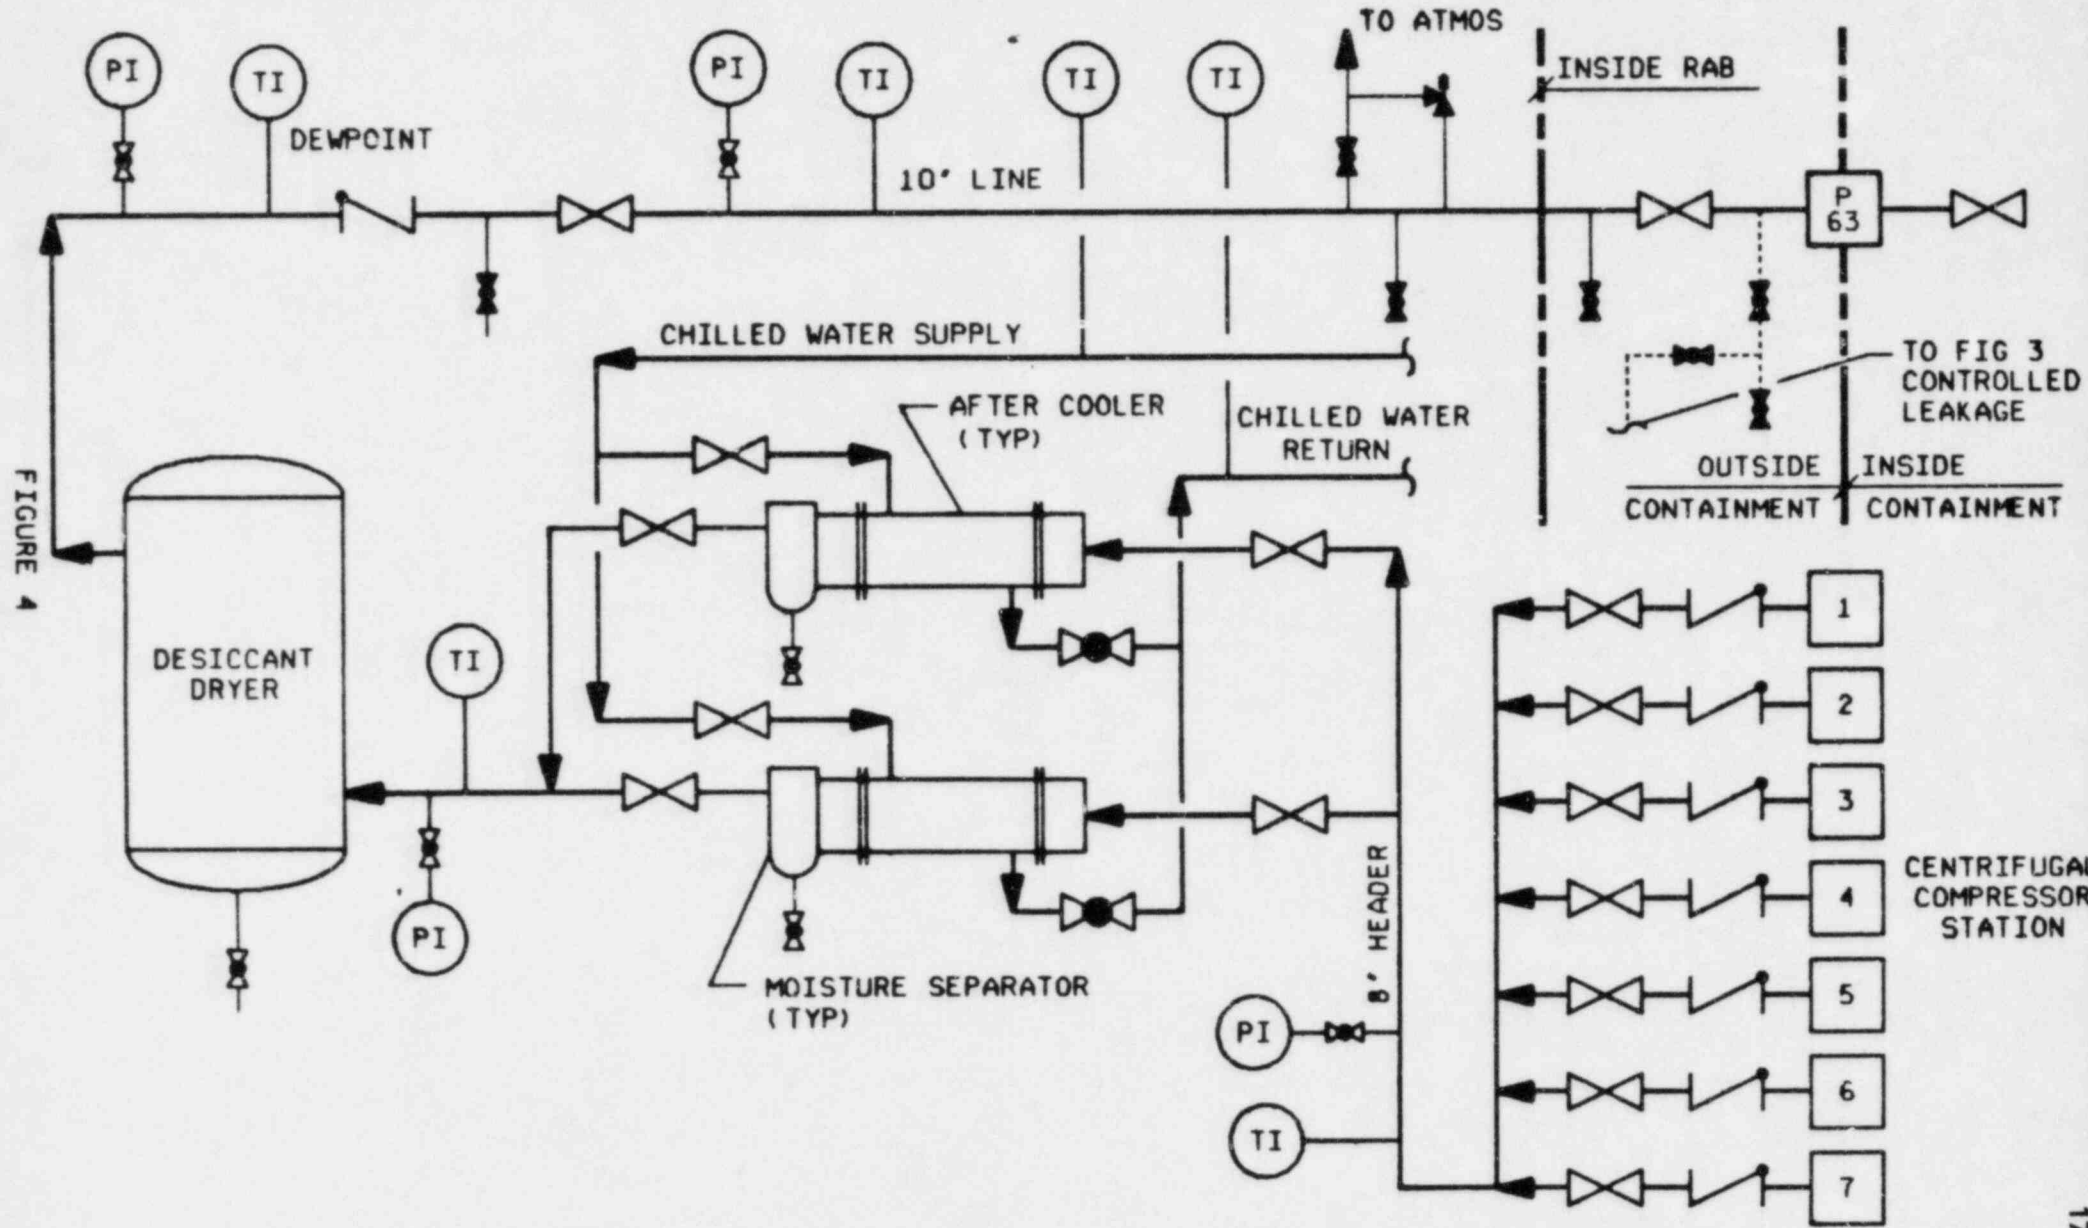 TO ATMOS
PI
TI
PI
TI
TI
TI
INSIDE RAB
DEWPOINT
10" LINE
P
63
CHILLED WATER SUPPLY
TO FIG 3
CONTROLLED
LEAKAGE
AFTER COOLER
(TYP)
CHILLED WATER
RETURN
OUTSIDE
CONTAINMENT
INSIDE
CONTAINMENT
FIGURE 4
DESICCANT
DRYER
TI
PI
MOISTURE SEPARATOR
(TYP)
8" HEADER
PI
TI
1
2
3
4
5
6
7
CENTRIFUGAL
COMPRESSOR
STATION